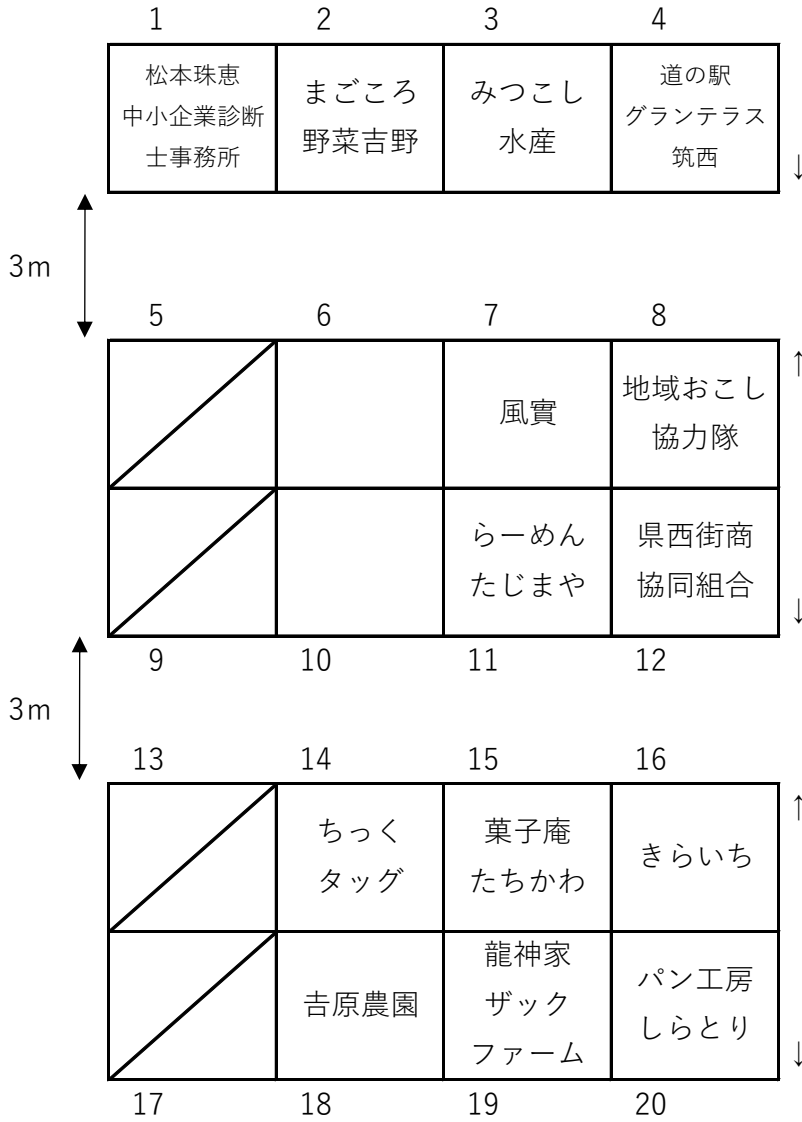 1 2 3 4
松本珠恵
中小企業診断
士事務所
まごころ
野菜吉野
みつこし
水産
道の駅
グランテラス
筑西
↓
3m
5 6 7 8
風實
地域おこし
協力隊
↑
らーめん
たじまや
県西街商
協同組合
↓
9 10 11 12
3m
13 14 15 16
ちっく
タッグ
菓子庵
たちかわ
きらいち
↑
𠮷原農園
龍神家
ザック
ファーム
パン工房
しらとり
↓
17 18 19 20